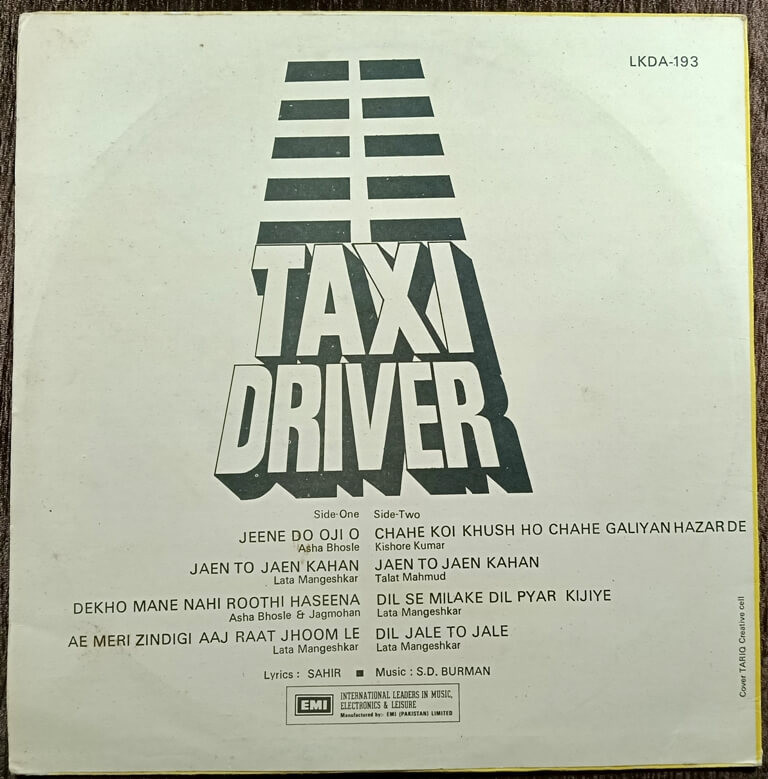 LKDA-193
TAXI
DRIVER
Side-One
JEENE DO OJI O
Asha Bhosle
JAEN TO JAEN KAHAN
Lata Mangeshkar
DEKHO MANE NAHI ROOTHI HASEENA
Asha Bhosle & Jagmohan
AE MERI ZINDIGI AAJ RAAT JHOOM LE
Lata Mangeshkar
Side-Two
CHAHE KOI KHUSH HO CHAHE GALIYAN HAZAR DE
Kishore Kumar
JAEN TO JAEN KAHAN
Talat Mahmud
DIL SE MILAKE DIL PYAR KIJIYE
Lata Mangeshkar
DIL JALE TO JALE
Lata Mangeshkar
Lyrics : SAHIR ■ Music : S.D. BURMAN
EMI
INTERNATIONAL LEADERS IN MUSIC,
ELECTRONICS & LEISURE
Manufactured by:- EMI (PAKISTAN) LIMITED
Cover TARIQ Creative cell